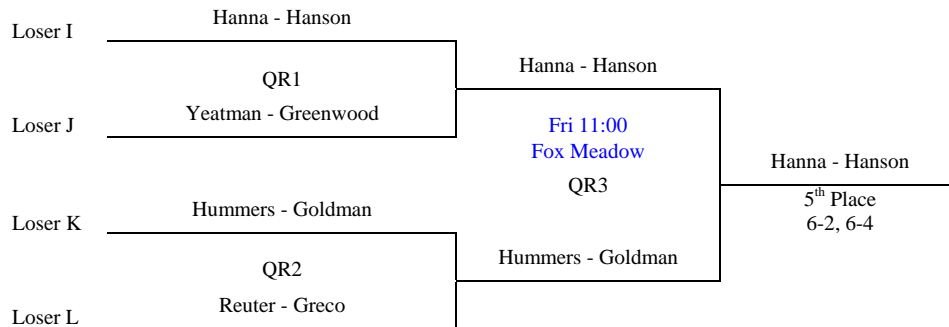 Hanna - Hanson
Loser I
Hanna - Hanson
QR1
Yeatman - Greenwood
Loser J
Fri 11:00
Fox Meadow
Hanna - Hanson
QR3
5th Place
6-2, 6-4
Hummers - Goldman
Loser K
Hummers - Goldman
QR2
Reuter - Greco
Loser L